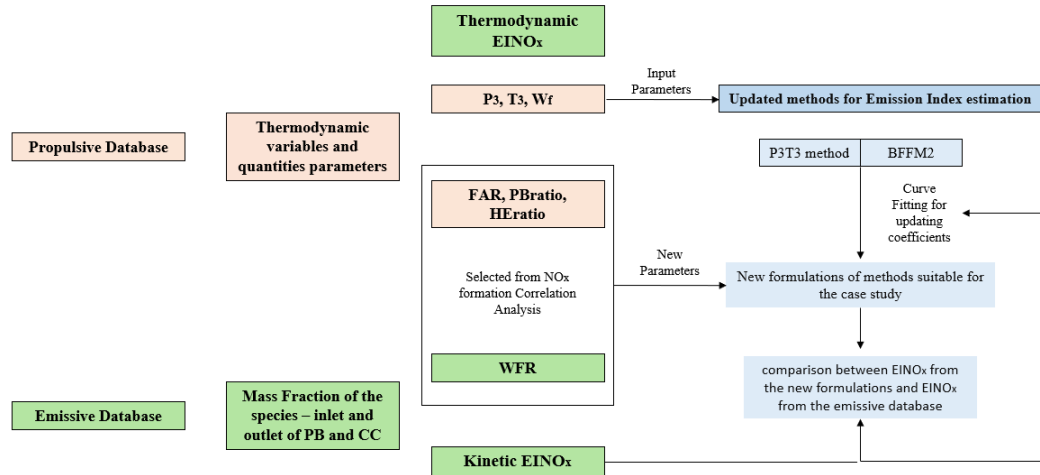 Thermodynamic
EINOx
P3, T3, Wf
Input
Parameters
Updated methods for Emission Index estimation
Propulsive Database
Thermodynamic
variables and
quantities parameters
P3T3 method
BFFM2
FAR, PBratio,
HEratio
Curve
Fitting for
updating
coefficients
Selected from NOx
formation Correlation
Analysis
New
Parameters
New formulations of methods suitable for
the case study
WFR
comparison between EINOx from
the new formulations and EINOx
from the emissive database
Emissive Database
Mass Fraction of the
species – inlet and
outlet of PB and CC
Kinetic EINOx